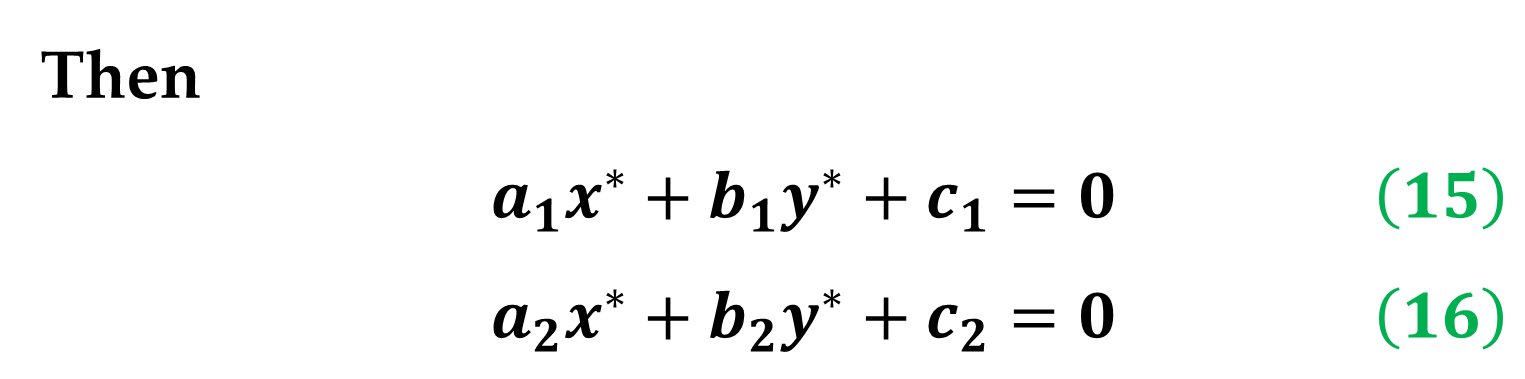 Then
a₁x* + b₁y* + c₁ = 0 (15)
a₂x* + b₂y* + c₂ = 0 (16)